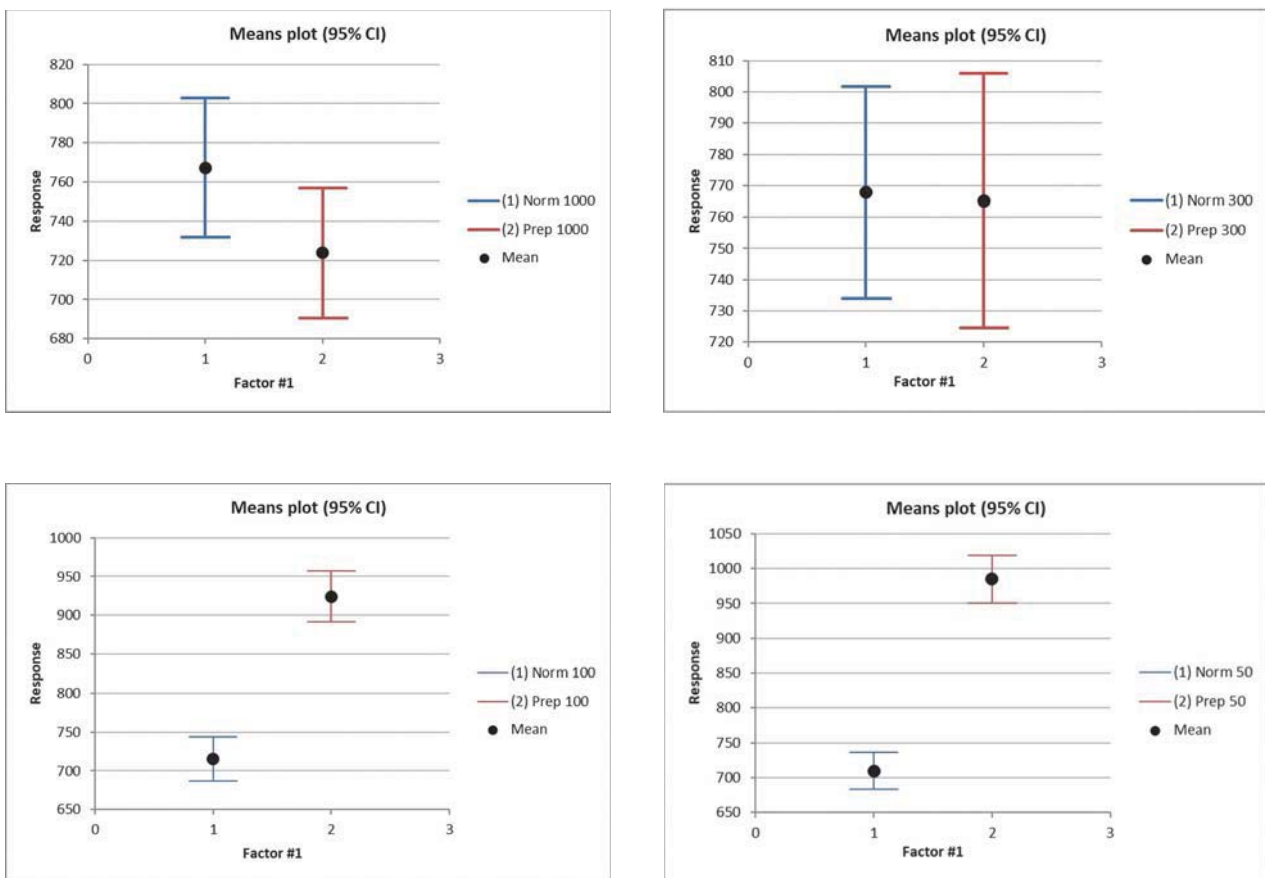 Means plot (95% CI)
820
800
780
760
740
720
700
680
0 1 2 3
Response
Factor #1
(1) Norm 1000
(2) Prep 1000
Mean
Means plot (95% CI)
810
800
790
780
770
760
750
740
730
720
0 1 2 3
Response
Factor #1
(1) Norm 300
(2) Prep 300
Mean
Means plot (95% CI)
1000
950
900
850
800
750
700
650
0 1 2 3
Response
Factor #1
(1) Norm 100
(2) Prep 100
Mean
Means plot (95% CI)
1050
1000
950
900
850
800
750
700
650
0 1 2 3
Response
Factor #1
(1) Norm 50
(2) Prep 50
Mean